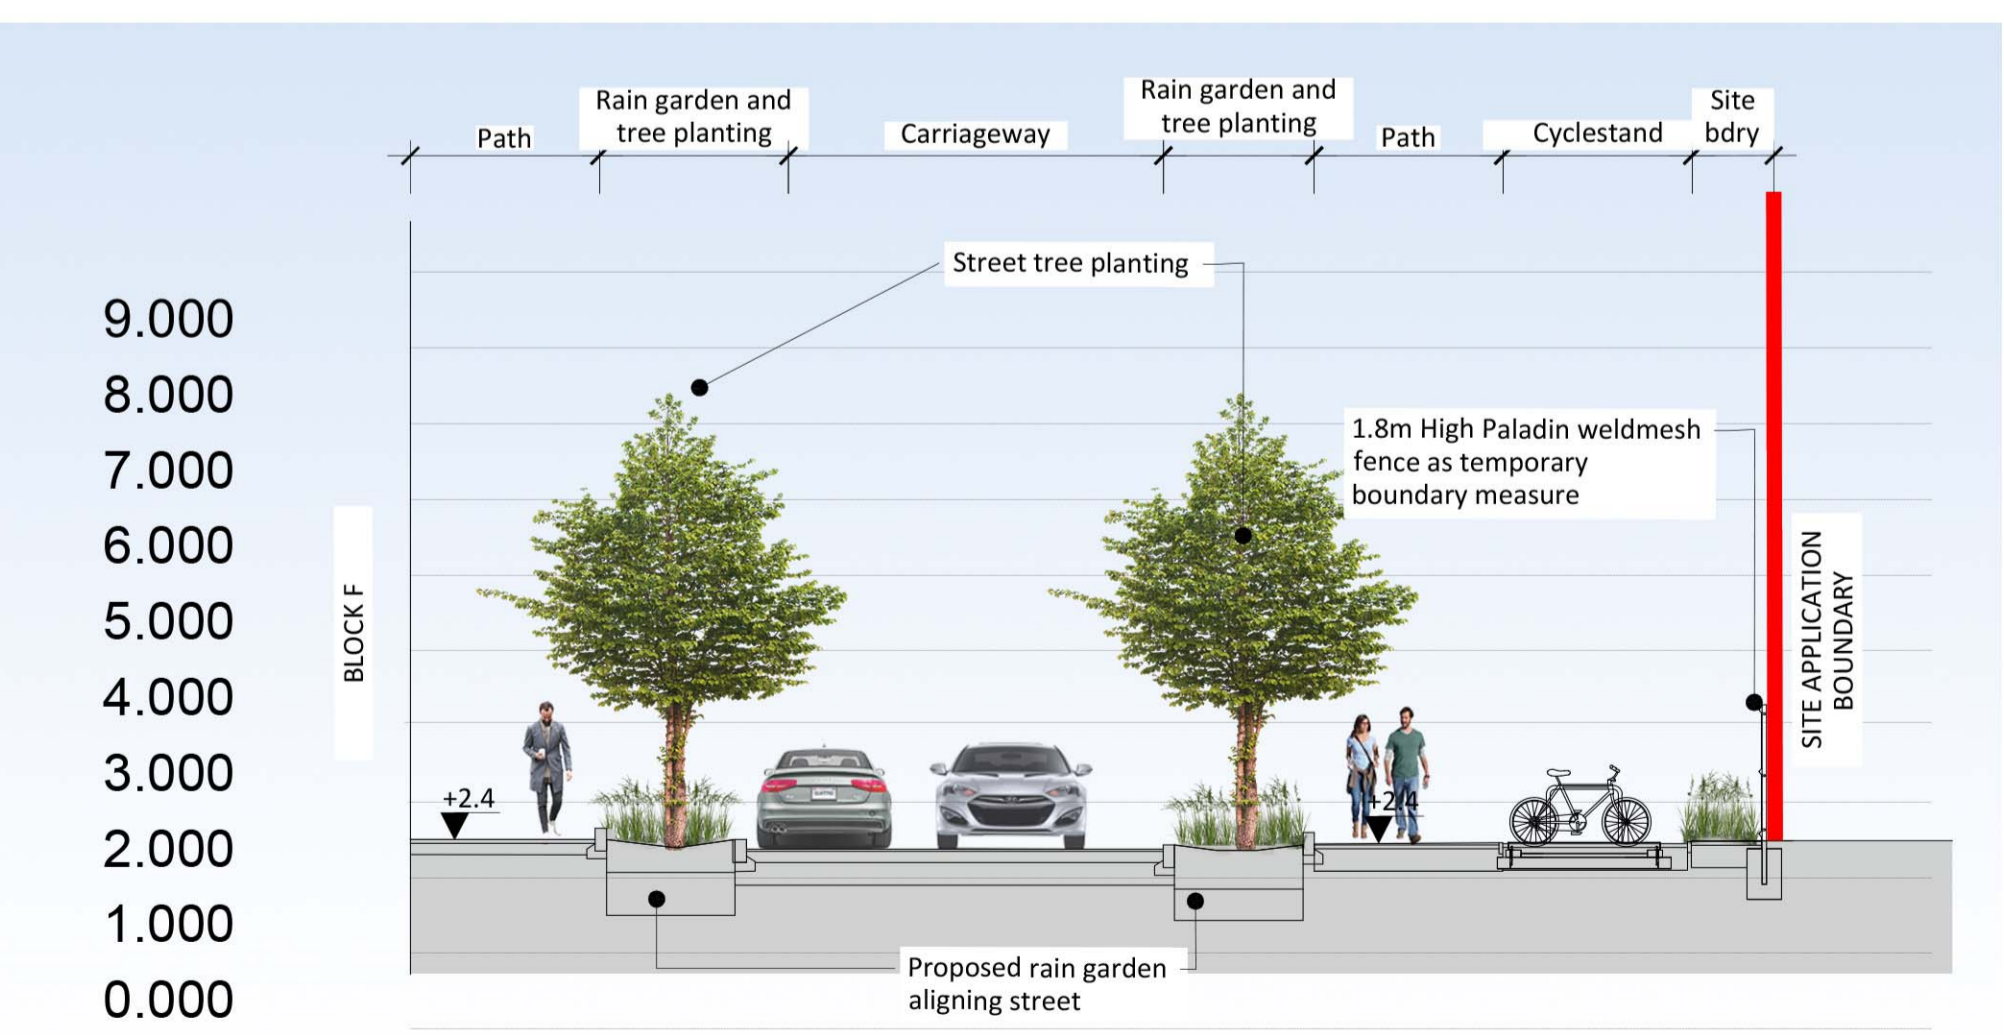 Rain garden and
tree planting
Rain garden and
tree planting
Site
bdry
Path
Carriageway
Path
Cyclestand
Street tree planting
9.000
8.000
7.000
6.000
5.000
4.000
3.000
2.000
1.000
0.000
1.8m High Paladin weldmesh
fence as temporary
boundary measure
BLOCK F
SITE APPLICATION
BOUNDARY
+2.4
+2.4
Proposed rain garden
aligning street